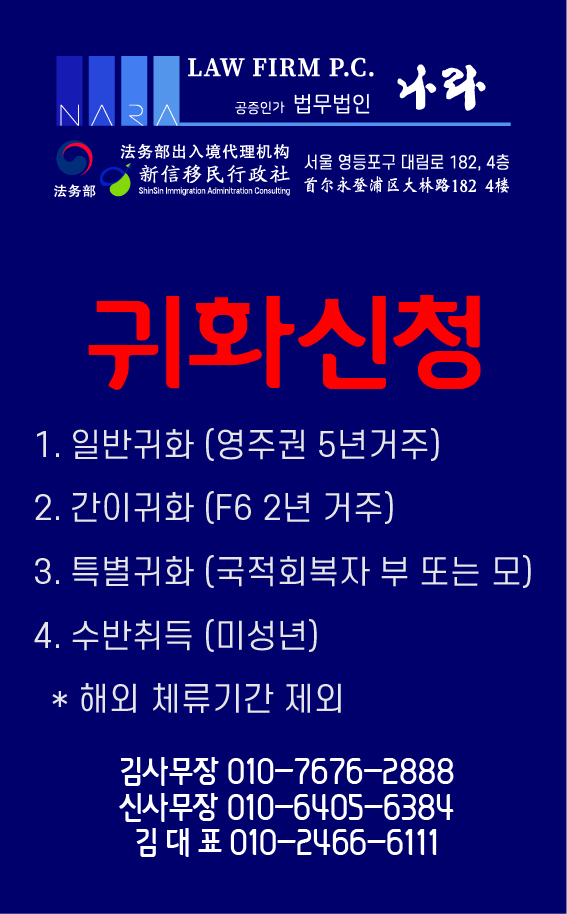 LAW FIRM P.C.
NARA
공증인가 법무법인 나라
法务部
法务部出入境代理机构
新信移民行政社
ShinSin Immigration Adminitration Consulting
서울 영등포구 대림로 182, 4층
首尔永登浦区大林路182 4楼
귀화신청
1. 일반귀화 (영주권 5년거주)
2. 간이귀화 (F6 2년 거주)
3. 특별귀화 (국적회복자 부 또는 모)
4. 수반취득 (미성년)
* 해외 체류기간 제외
김사무장 010-7676-2888
신사무장 010-6405-6384
김 대 표 010-2466-6111